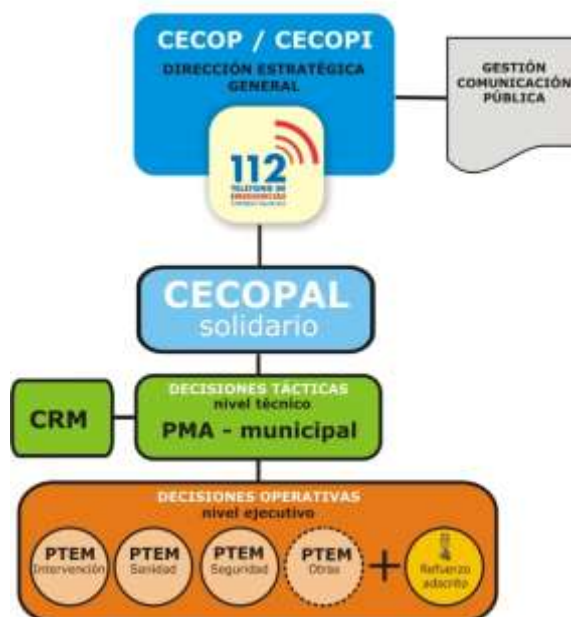 CECOP / CECOPI
DIRECCIÓN ESTRATÉGICA
GENERAL
GESTIÓN
COMUNICACIÓN
PÚBLICA
112
TELÉFONO DE
EMERGENCIAS
CECOPAL
solidario
DECISIONES TÁCTICAS
nivel técnico
CRM
PMA - municipal
DECISIONES OPERATIVAS
nivel ejecutivo
PTEM
Intervención
PTEM
Sanidad
PTEM
Seguridad
PTEM
Otras
+
Refuerzo
adscrito